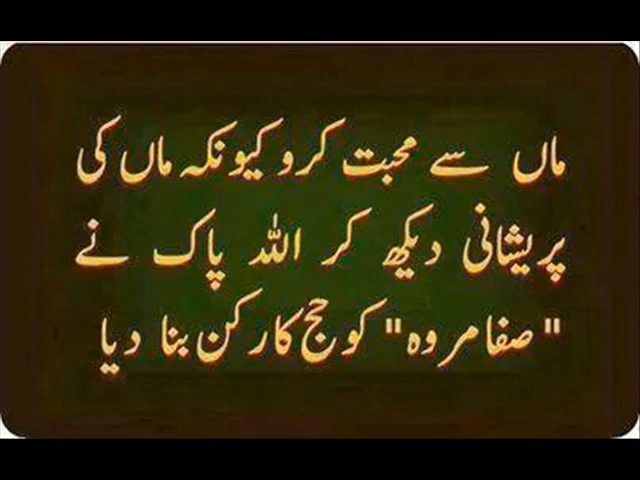 ماں سے محبت کرو کیونکہ ماں کی
پریشانی دیکھ کر اللہ پاک نے
"صفا مروہ" کو حج کا رکن بنا دیا